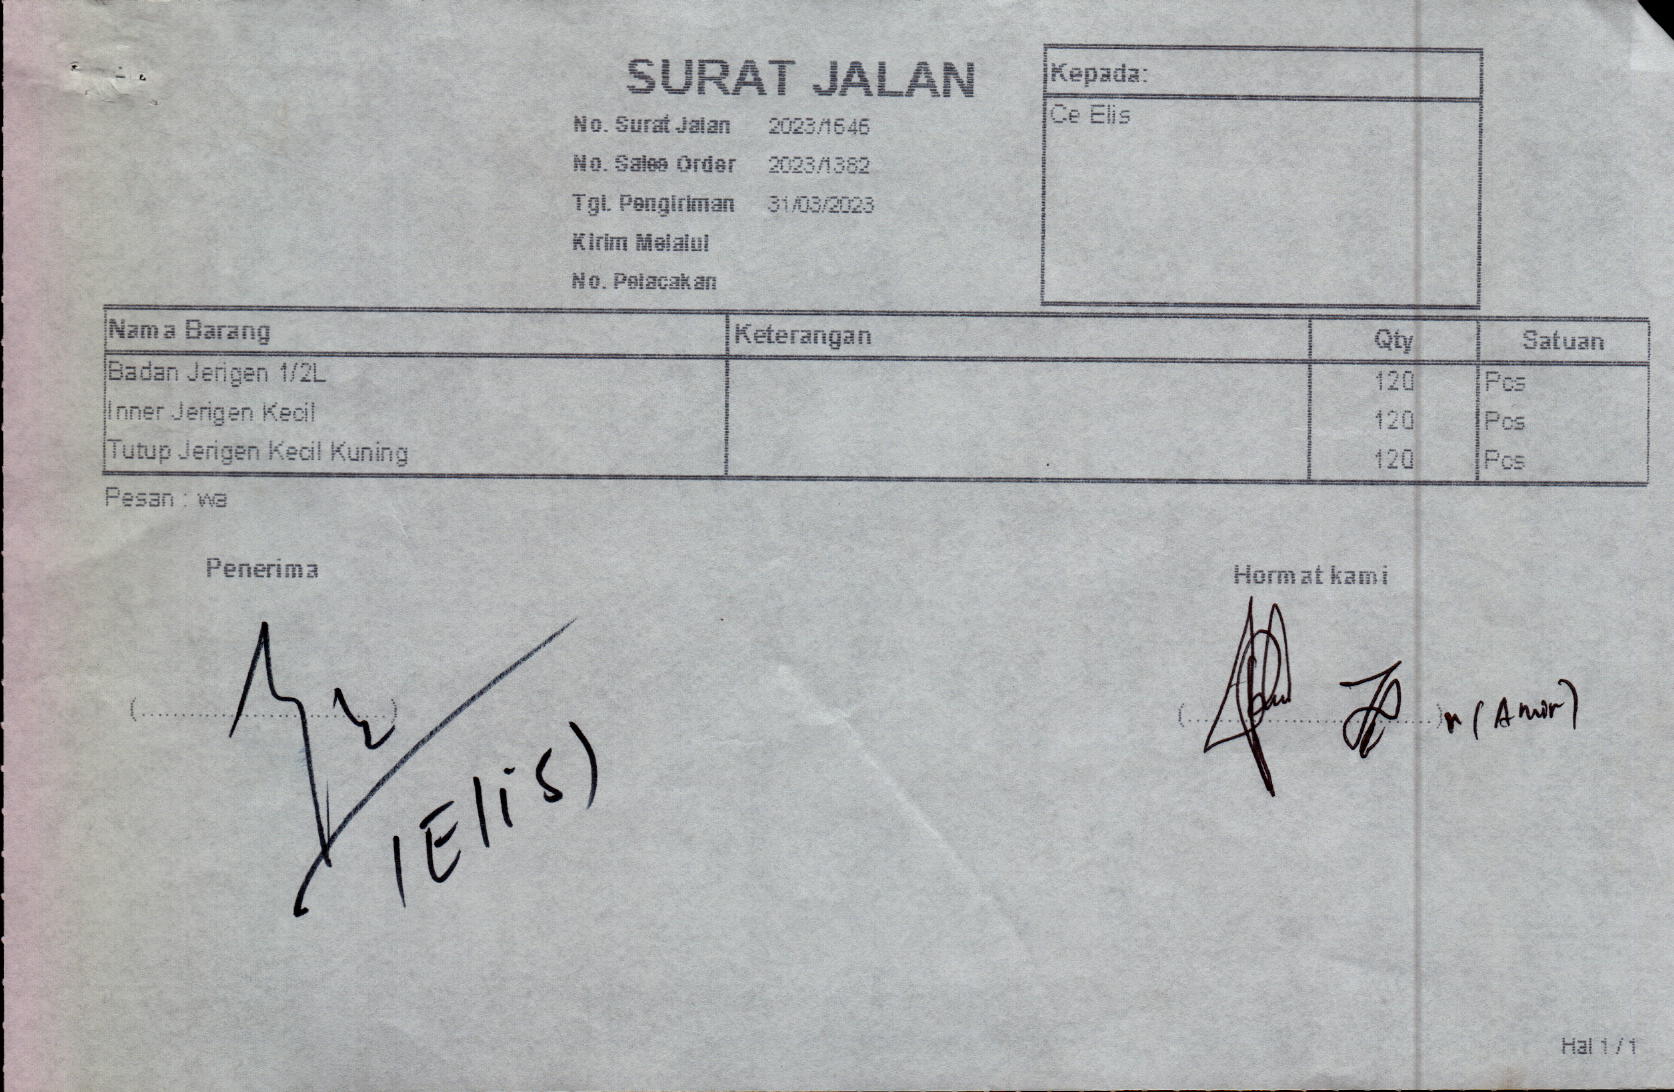 SURAT JALAN
No. Surat Jalan 2023/1646
No. Sales Order 2023/1382
Tgl. Pengiriman 31/03/2023
Kirim Melalui
No. Pelacakan
Kepada:
Ce Elis
Nama Barang Keterangan Qty Satuan
Badan Jerigen 1/2L 120 Pcs
Inner Jerigen Kecil 120 Pcs
Tutup Jerigen Kecil Kuning 120 Pcs
Pesan : wa
Penerima
(Elis)
Hormat kami
(Amir)
Hal 1 / 1